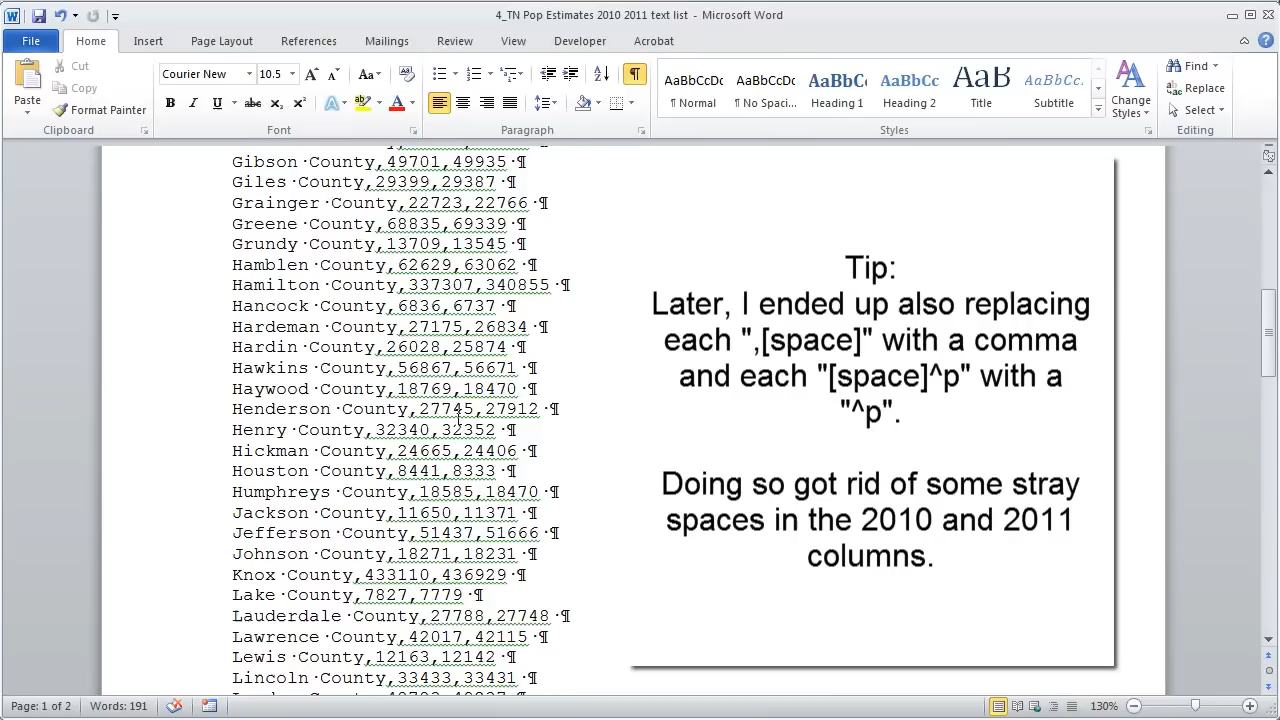 4_TN Pop Estimates 2010 2011 text list - Microsoft Word
File Home Insert Page Layout References Mailings Review View Developer Acrobat
Paste
Cut
Copy
Format Painter
Clipboard
Courier New 10.5
Font
Paragraph
AaBbCcDc AaBbCcDc AaBbC AaBbCc AaB AaBbCc.
¶ Normal ¶ No Spaci... Heading 1 Heading 2 Title Subtitle
Change Styles
Styles
Find
Replace
Select
Editing
Gibson·County,49701,49935·¶
Giles·County,29399,29387·¶
Grainger·County,22723,22766·¶
Greene·County,68835,69339·¶
Grundy·County,13709,13545·¶
Hamblen·County,62629,63062·¶
Hamilton·County,337307,340855·¶
Hancock·County,6836,6737·¶
Hardeman·County,27175,26834·¶
Hardin·County,26028,25874·¶
Hawkins·County,56867,56671·¶
Haywood·County,18769,18470·¶
Henderson·County,27745,27912·¶
Henry·County,32340,32352·¶
Hickman·County,24665,24406·¶
Houston·County,8441,8333·¶
Humphreys·County,18585,18470·¶
Jackson·County,11650,11371·¶
Jefferson·County,51437,51666·¶
Johnson·County,18271,18231·¶
Knox·County,433110,436929·¶
Lake·County,7827,7779·¶
Lauderdale·County,27788,27748·¶
Lawrence·County,42017,42115·¶
Lewis·County,12163,12142·¶
Lincoln·County,33433,33431·¶
Tip:
Later, I ended up also replacing
each ",[space]" with a comma
and each "[space]^p" with a
"^p".
Doing so got rid of some stray
spaces in the 2010 and 2011
columns.
Page: 1 of 2 Words: 191 130%